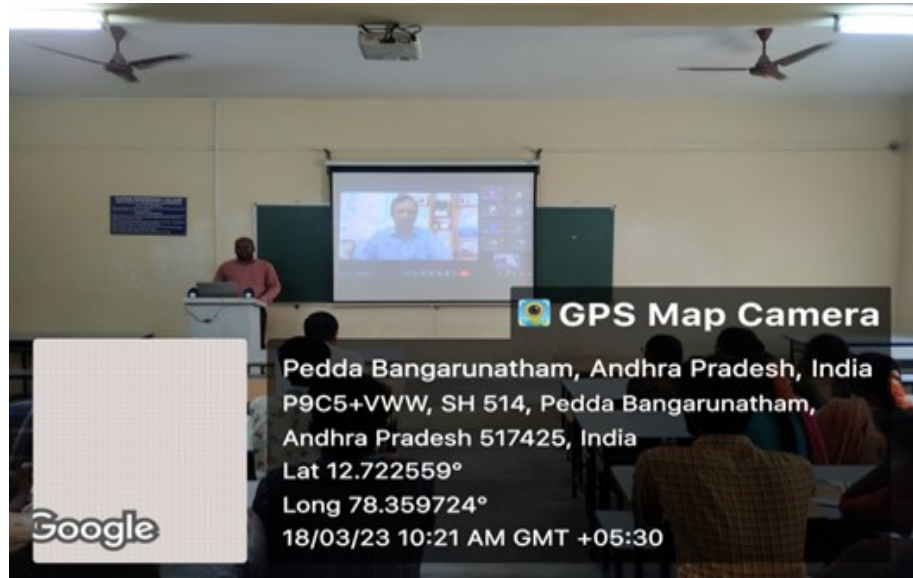 GPS Map Camera
Pedda Bangarunatham, Andhra Pradesh, India
P9C5+VWW, SH 514, Pedda Bangarunatham,
Andhra Pradesh 517425, India
Lat 12.722559°
Long 78.359724°
18/03/23 10:21 AM GMT +05:30
Google